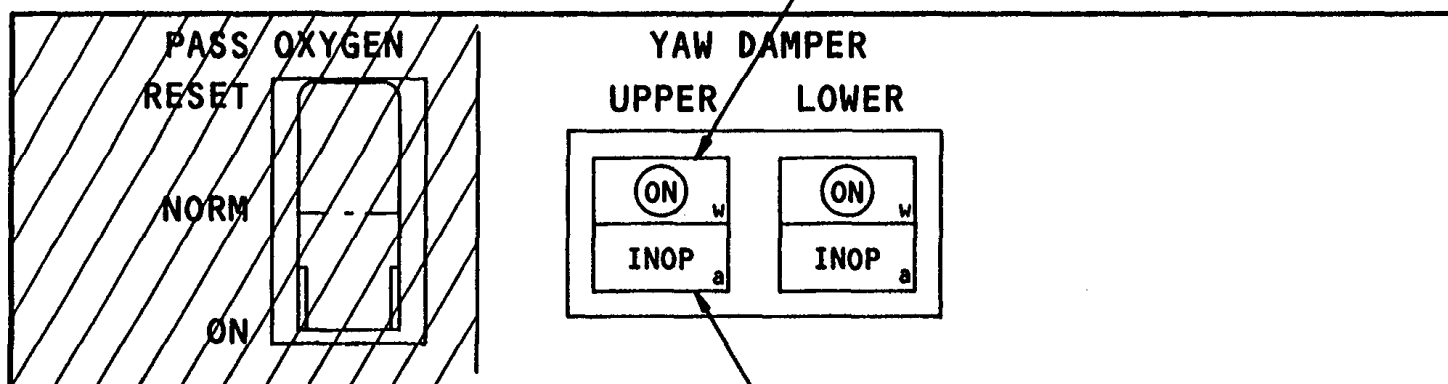 PASS OXYGEN
RESET
NORM
ON
YAW DAMPER
UPPER LOWER
ON w ON w
INOP a INOP a